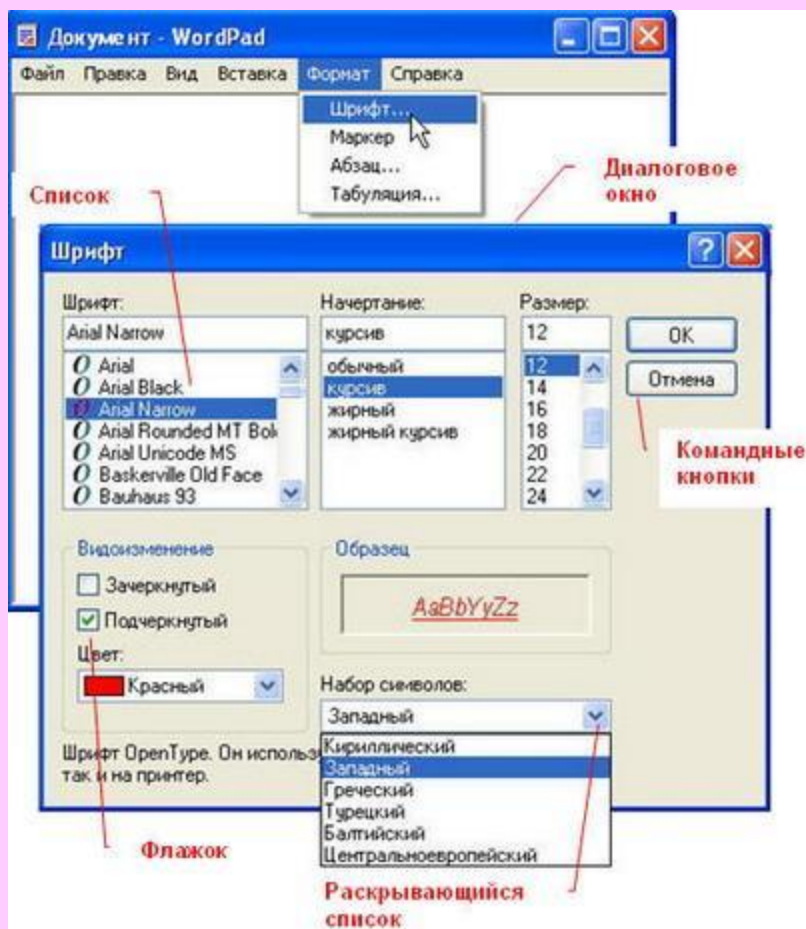 Документ - WordPad
Файл Правка Вид Вставка Формат Справка
Шрифт...
Маркер
Абзац...
Табуляция...
Диалоговое
окно
Список
Шрифт
Шрифт:
Начертание:
Размер:
Arial Narrow
курсив
12
OK
Отмена
Arial
Arial Black
Arial Narrow
Arial Rounded MT Bol
Arial Unicode MS
Baskerville Old Face
Bauhaus 93
обычный
курсив
жирный
жирный курсив
12
14
16
18
20
22
24
Командные
кнопки
Видоизменение
Зачеркнутый
Подчеркнутый
Цвет:
Красный
Образец
AaBbYyZz
Набор символов:
Западный
Кириллический
Западный
Греческий
Турецкий
Балтийский
Центральноевропейский
Шрифт OpenType. Он использ
так и на принтер.
Флажок
Раскрывающийся
список